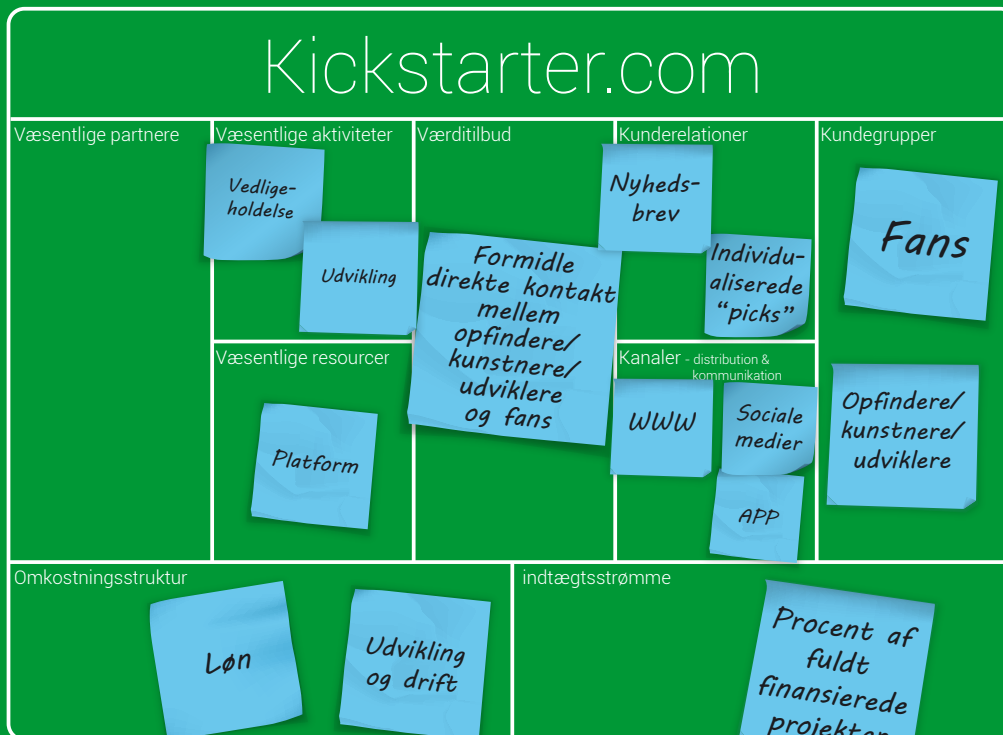 Kickstarter.com
Væsentlige partnere
Væsentlige aktiviteter
Vedlige-
holdelse
Udvikling
Væsentlige resourcer
Platform
Værditilbud
Formidle
direkte kontakt
mellem
opfindere/
kunstnere/
udviklere
og fans
Kunderelationer
Nyheds-
brev
Individu-
aliserede
“picks”
Kanaler - distribution &
kommunikation
WWW
Sociale
medier
APP
Kundegrupper
Fans
Opfindere/
kunstnere/
udviklere
Omkostningsstruktur
Løn
Udvikling
og drift
indtægtsstrømme
Procent af
fuldt
finansierede
projekter